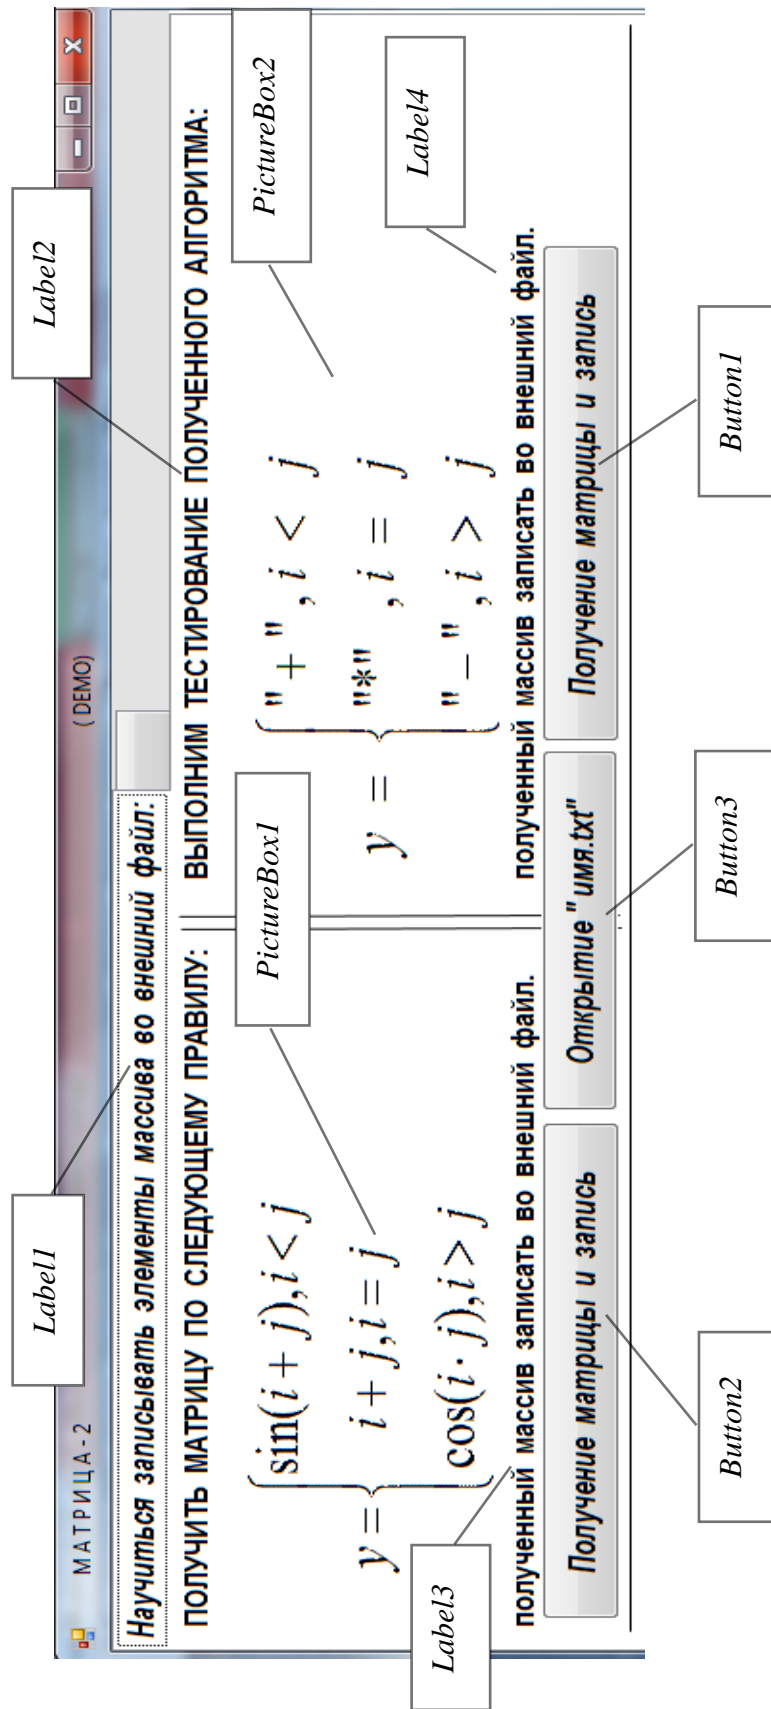 Label1
Label2
МАТРИЦА-2
( DEMO)
Научиться записывать элементы массива во внешний файл:
ПОЛУЧИТЬ МАТРИЦУ ПО СЛЕДУЮЩЕМУ ПРАВИЛУ:
ВЫПОЛНИМ ТЕСТИРОВАНИЕ ПОЛУЧЕННОГО АЛГОРИТМА:
PictureBox1
PictureBox2
y =
sin(i + j),i < j
i + j,i = j
cos(i · j),i > j
y =
"+" ,i < j
"*" ,i = j
"−" ,i > j
Label3
Label4
полученный массив записать во внешний файл.
полученный массив записать во внешний файл.
Получение матрицы и запись
Открытие "имя.txt"
Получение матрицы и запись
Button2
Button3
Button1